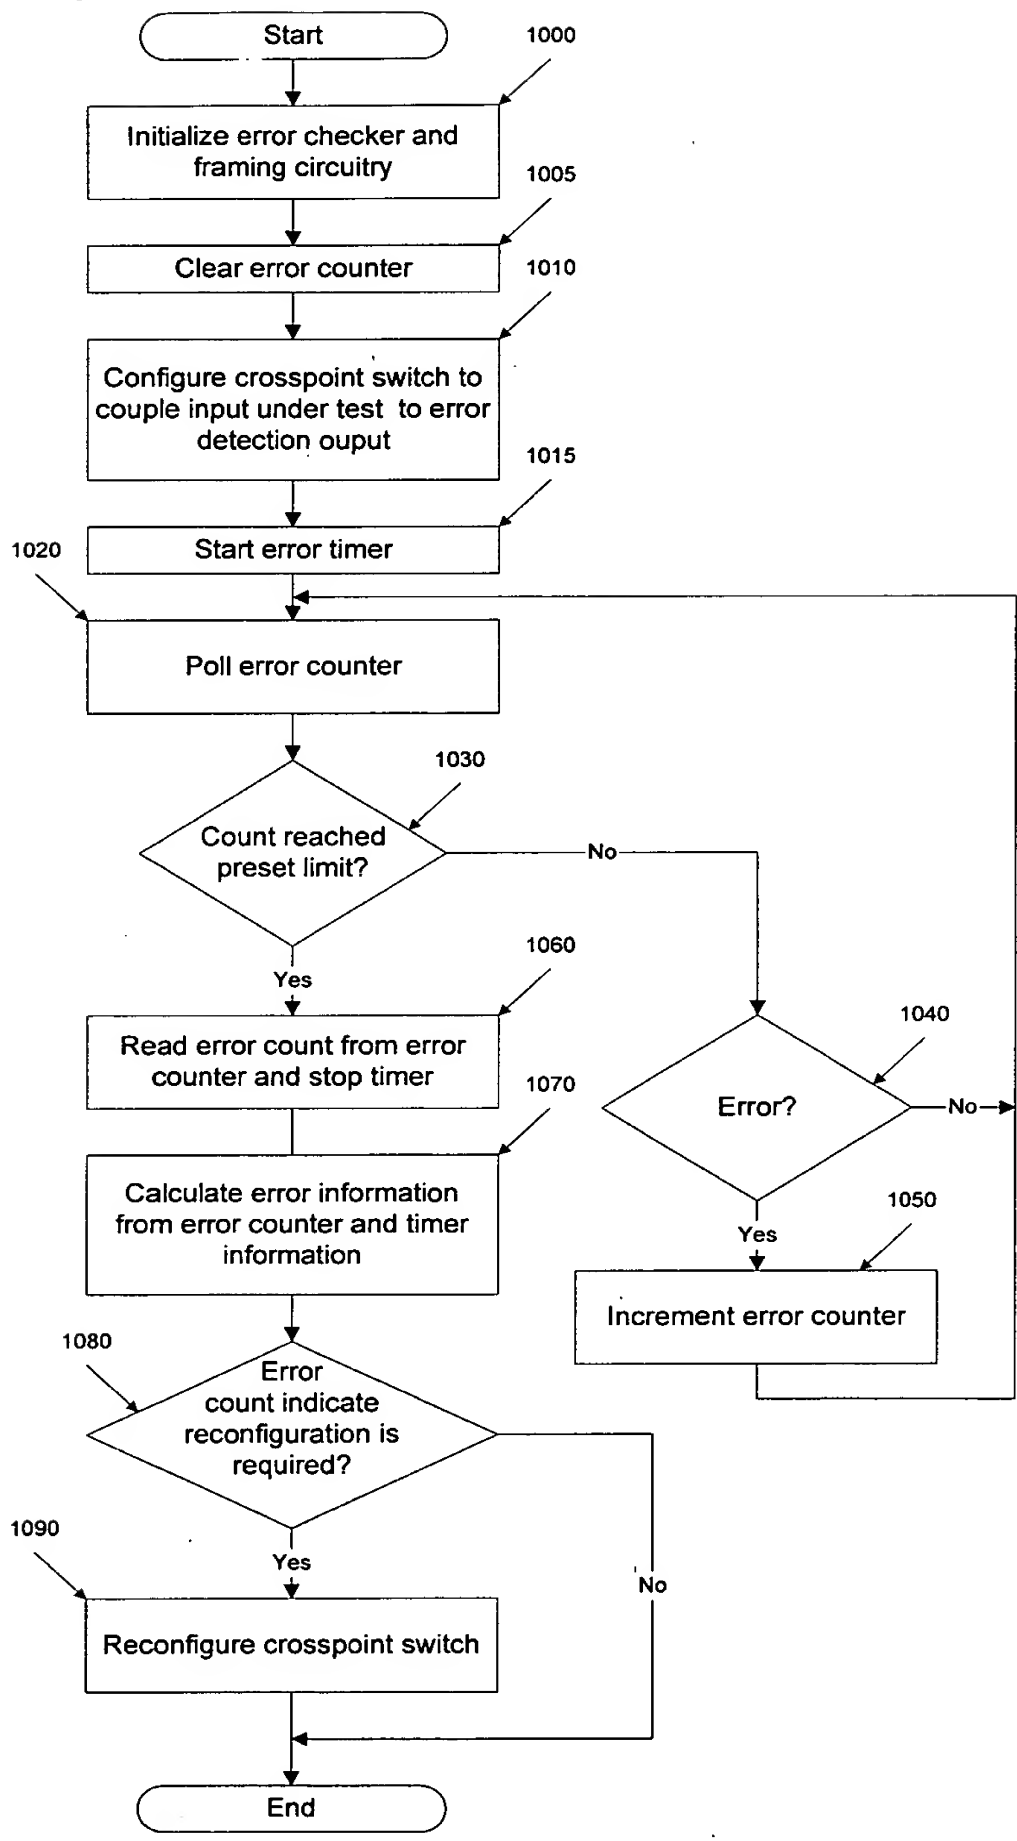 Start
1000
Initialize error checker and
framing circuitry
1005
Clear error counter
1010
Configure crosspoint switch to
couple input under test to error
detection ouput
1015
Start error timer
1020
Poll error counter
1030
Count reached
preset limit?
No
Yes
1060
Read error count from error
counter and stop timer
1040
Error?
No
1070
Calculate error information
from error counter and timer
information
Yes
1050
Increment error counter
1080
Error
count indicate
reconfiguration is
required?
Yes
No
1090
Reconfigure crosspoint switch
End